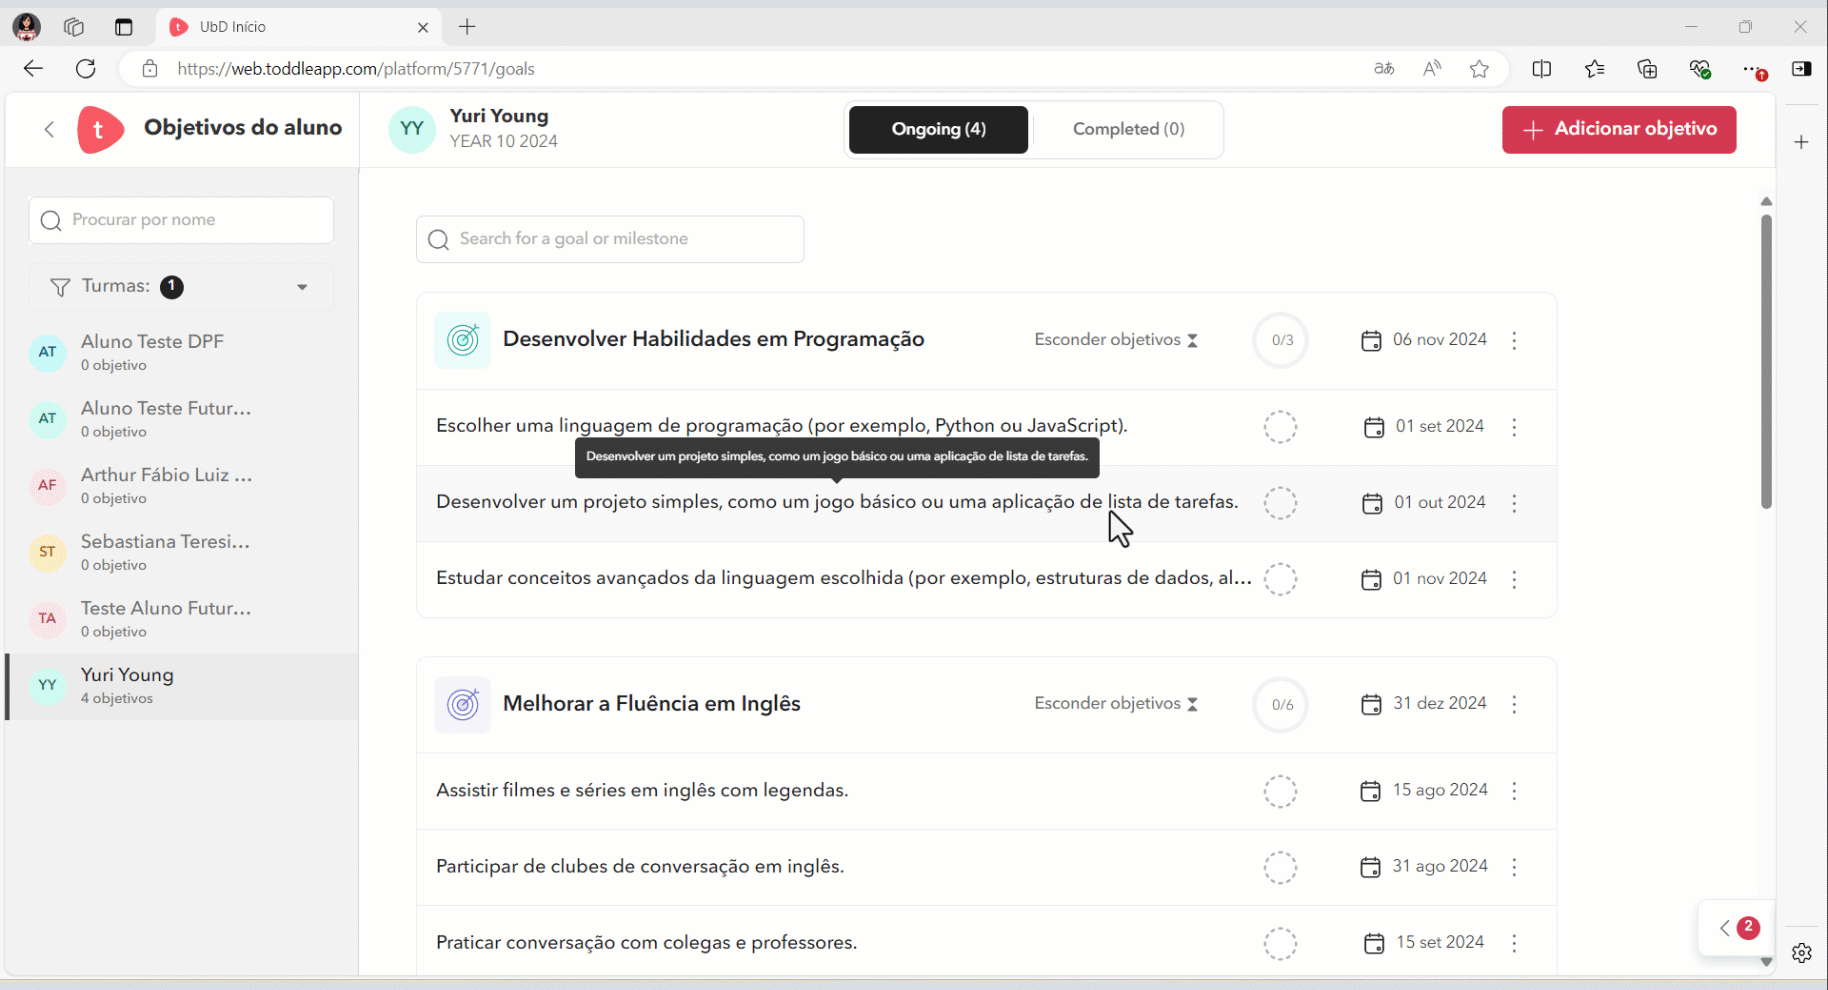 UbD Início
https://web.toddleapp.com/platform/5771/goals
aあ
t
Objetivos do aluno
YY
Yuri Young
YEAR 10 2024
Ongoing (4)
Completed (0)
Adicionar objetivo
Procurar por nome
Turmas: 1
AT
Aluno Teste DPF
0 objetivo
AT
Aluno Teste Futur...
0 objetivo
AF
Arthur Fábio Luiz ...
0 objetivo
ST
Sebastiana Teresi...
0 objetivo
TA
Teste Aluno Futur...
0 objetivo
YY
Yuri Young
4 objetivos
Search for a goal or milestone
Desenvolver Habilidades em Programação
Esconder objetivos
0/3
06 nov 2024
Escolher uma linguagem de programação (por exemplo, Python ou JavaScript).
01 set 2024
Desenvolver um projeto simples, como um jogo básico ou uma aplicação de lista de tarefas.
Desenvolver um projeto simples, como um jogo básico ou uma aplicação de lista de tarefas.
01 out 2024
Estudar conceitos avançados da linguagem escolhida (por exemplo, estruturas de dados, al...
01 nov 2024
Melhorar a Fluência em Inglês
Esconder objetivos
0/6
31 dez 2024
Assistir filmes e séries em inglês com legendas.
15 ago 2024
Participar de clubes de conversação em inglês.
31 ago 2024
Praticar conversação com colegas e professores.
15 set 2024
2